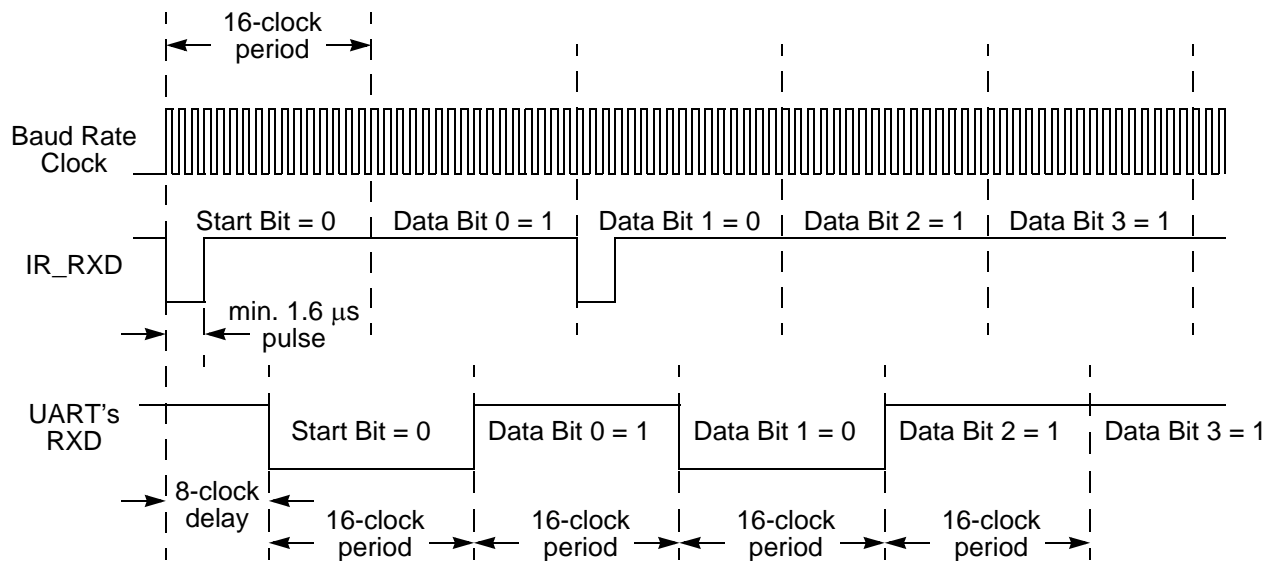 16-clock
period
Baud Rate
Clock
Start Bit = 0
Data Bit 0 = 1
Data Bit 1 = 0
Data Bit 2 = 1
Data Bit 3 = 1
IR_RXD
min. 1.6 μs
pulse
UART's
RXD
Start Bit = 0
Data Bit 0 = 1
Data Bit 1 = 0
Data Bit 2 = 1
Data Bit 3 = 1
8-clock
delay
16-clock
period
16-clock
period
16-clock
period
16-clock
period